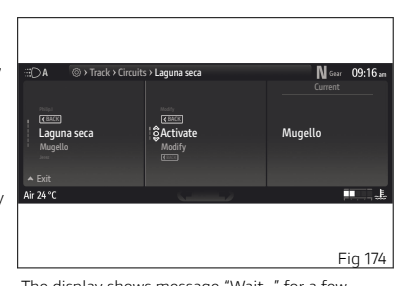 A Track › Circuits › Laguna seca N Gear 09:16 am
Current
Modify
◂ BACK ◂ BACK
Laguna seca Activate Mugello
Mugello Modify
◂ BACK
Exit
Air 24 °C
Fig 174
The display shows message "Wait..." for a few